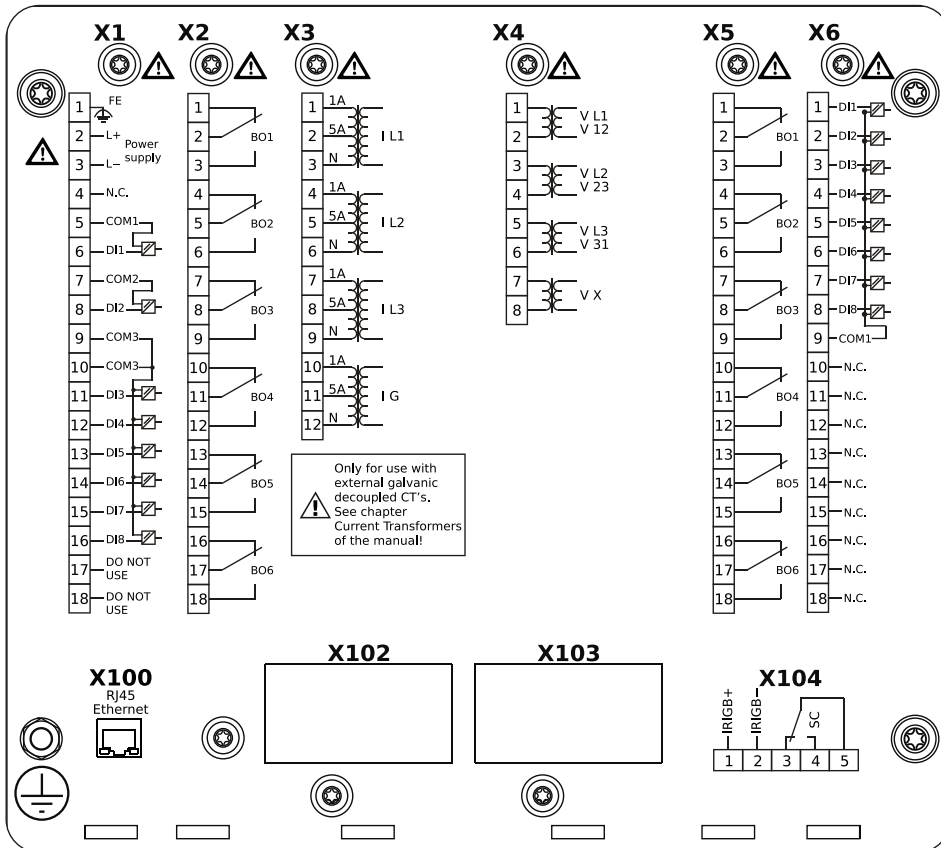 X1 X2 X3 X4 X5 X6
1 FE
2 L+
Power
supply
3 L−
4 N.C.
5 COM1
6 DI1
7 COM2
8 DI2
9 COM3
10 COM3
11 DI3
12 DI4
13 DI5
14 DI6
15 DI7
16 DI8
17 DO NOT
USE
18 DO NOT
USE
1
2 BO1
3
4
5 BO2
6
7
8 BO3
9
10
11 BO4
12
13
14 BO5
15
16
17 BO6
18
1 1A
2 5A I L1
3 N
4 1A
5 5A I L2
6 N
7 1A
8 5A I L3
9 N
10 1A
11 5A I G
12 N
Only for use with
external galvanic
decoupled CT's.
See chapter
Current Transformers
of the manual!
1 V L1
2 V 12
3 V L2
4 V 23
5 V L3
6 V 31
7 V X
8
1
2 BO1
3
4
5 BO2
6
7
8 BO3
9
10
11 BO4
12
13
14 BO5
15
16
17 BO6
18
1 DI1
2 DI2
3 DI3
4 DI4
5 DI5
6 DI6
7 DI7
8 DI8
9 COM1
10 N.C.
11 N.C.
12 N.C.
13 N.C.
14 N.C.
15 N.C.
16 N.C.
17 N.C.
18 N.C.
X100
RJ45
Ethernet
X102
X103
X104
IRIGB+
IRIGB−
SC
1 2 3 4 5